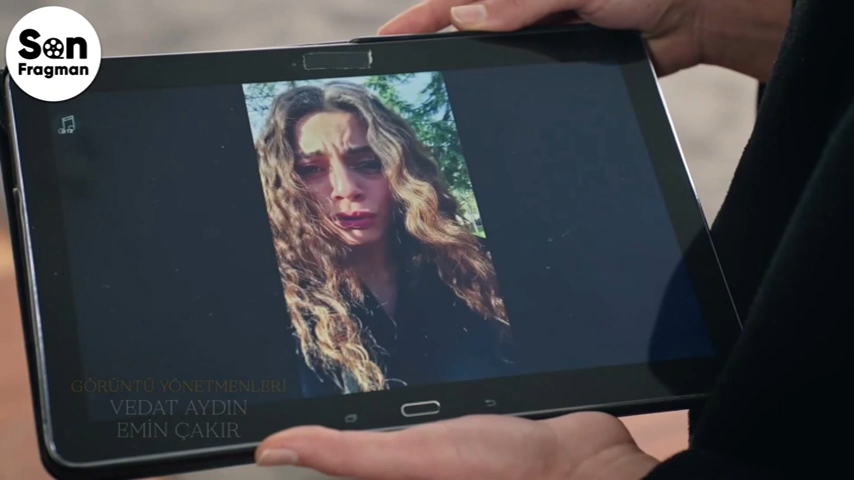 Son
Fragman
GÖRÜNTÜ YÖNETMENLERİ
VEDAT AYDIN
EMİN ÇAKIR